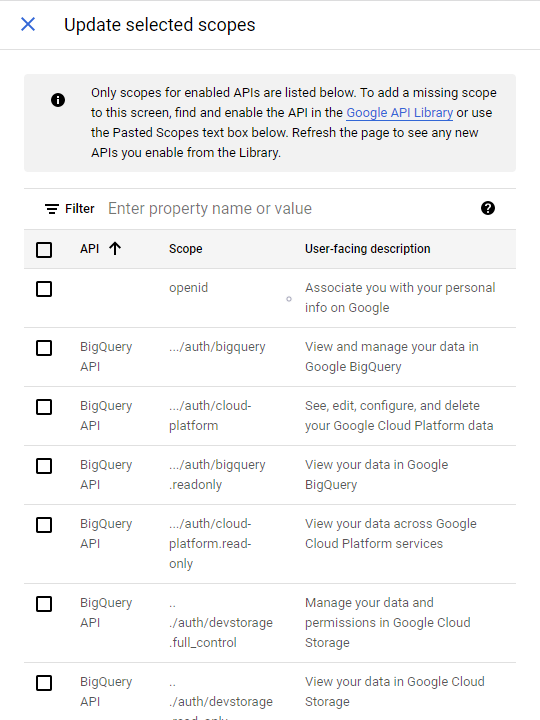 Update selected scopes
Only scopes for enabled APIs are listed below. To add a missing scope
to this screen, find and enable the API in the Google API Library or use
the Pasted Scopes text box below. Refresh the page to see any new
APIs you enable from the Library.
Filter Enter property name or value
API Scope User-facing description
openid Associate you with your personal
info on Google
BigQuery .../auth/bigquery View and manage your data in
API Google BigQuery
BigQuery .../auth/cloud- See, edit, configure, and delete
API platform your Google Cloud Platform data
BigQuery .../auth/bigquery View your data in Google
API .readonly BigQuery
BigQuery .../auth/cloud- View your data across Google
API platform.read- Cloud Platform services
only
BigQuery .. Manage your data and
API ./auth/devstorage permissions in Google Cloud
.full_control Storage
BigQuery .. View your data in Google Cloud
API ./auth/devstorage Storage
.read_only